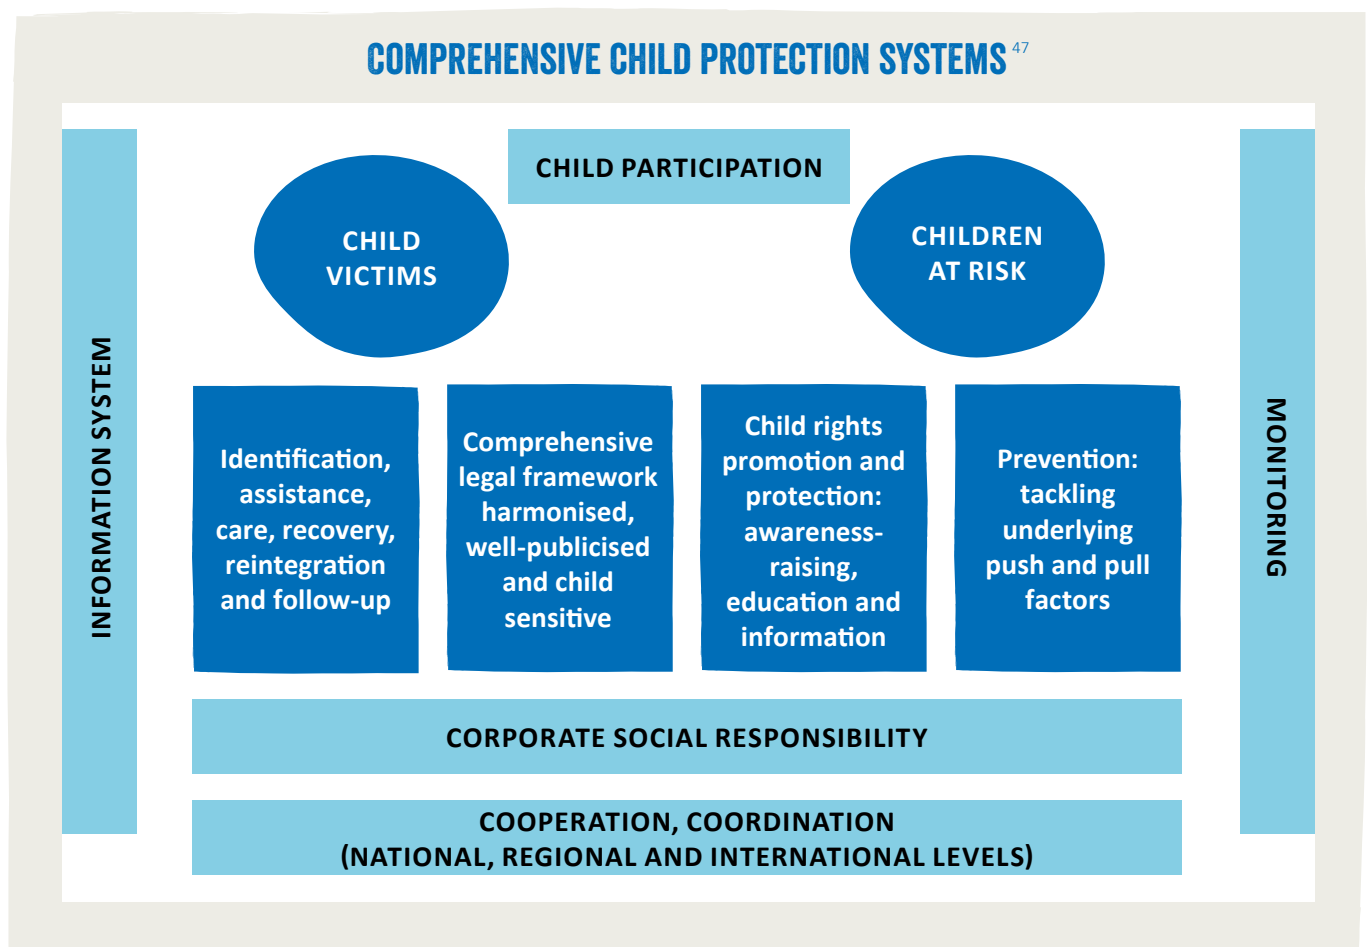 COMPREHENSIVE CHILD PROTECTION SYSTEMS 47
CHILD PARTICIPATION
CHILD
VICTIMS
CHILDREN
AT RISK
INFORMATION SYSTEM
Identification,
assistance,
care, recovery,
reintegration
and follow-up
Comprehensive
legal framework
harmonised,
well-publicised
and child
sensitive
Child rights
promotion and
protection:
awareness-
raising,
education and
information
Prevention:
tackling
underlying
push and pull
factors
MONITORING
CORPORATE SOCIAL RESPONSIBILITY
COOPERATION, COORDINATION
(NATIONAL, REGIONAL AND INTERNATIONAL LEVELS)